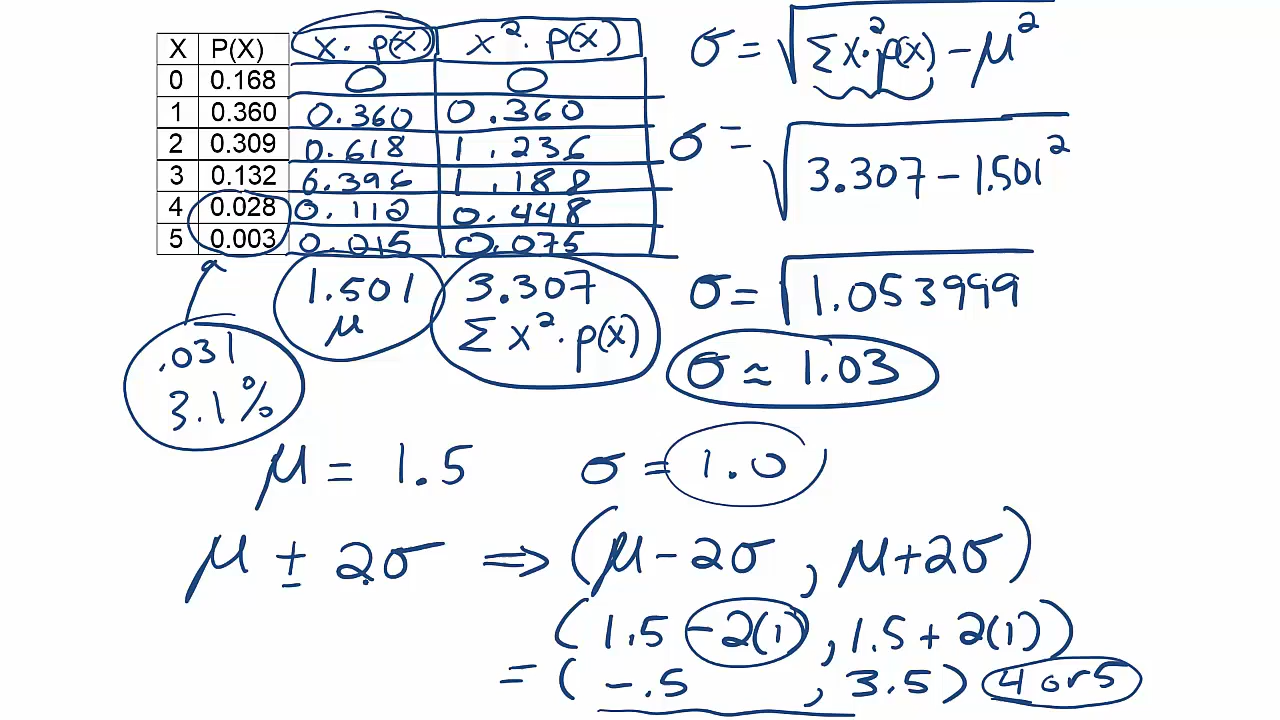 X P(X) x · p(x) x² · p(x)
0 0.168 0 0
1 0.360 0.360 0.360
2 0.309 0.618 1.236
3 0.132 6.396 1.188
4 0.028 0.112 0.448
5 0.003 0.015 0.075
1.501 3.307
μ Σ x² · p(x)
.031
3.1%
σ = √(Σ x·² p(x) – μ²)
σ = √(3.307 – 1.501²)
σ = √1.053999
σ ≈ 1.03
μ = 1.5 σ = 1.0
μ ± 2σ ⇒ (μ – 2σ , μ + 2σ)
(1.5 – 2(1) , 1.5 + 2(1))
= ( –.5 , 3.5) 4 or 5